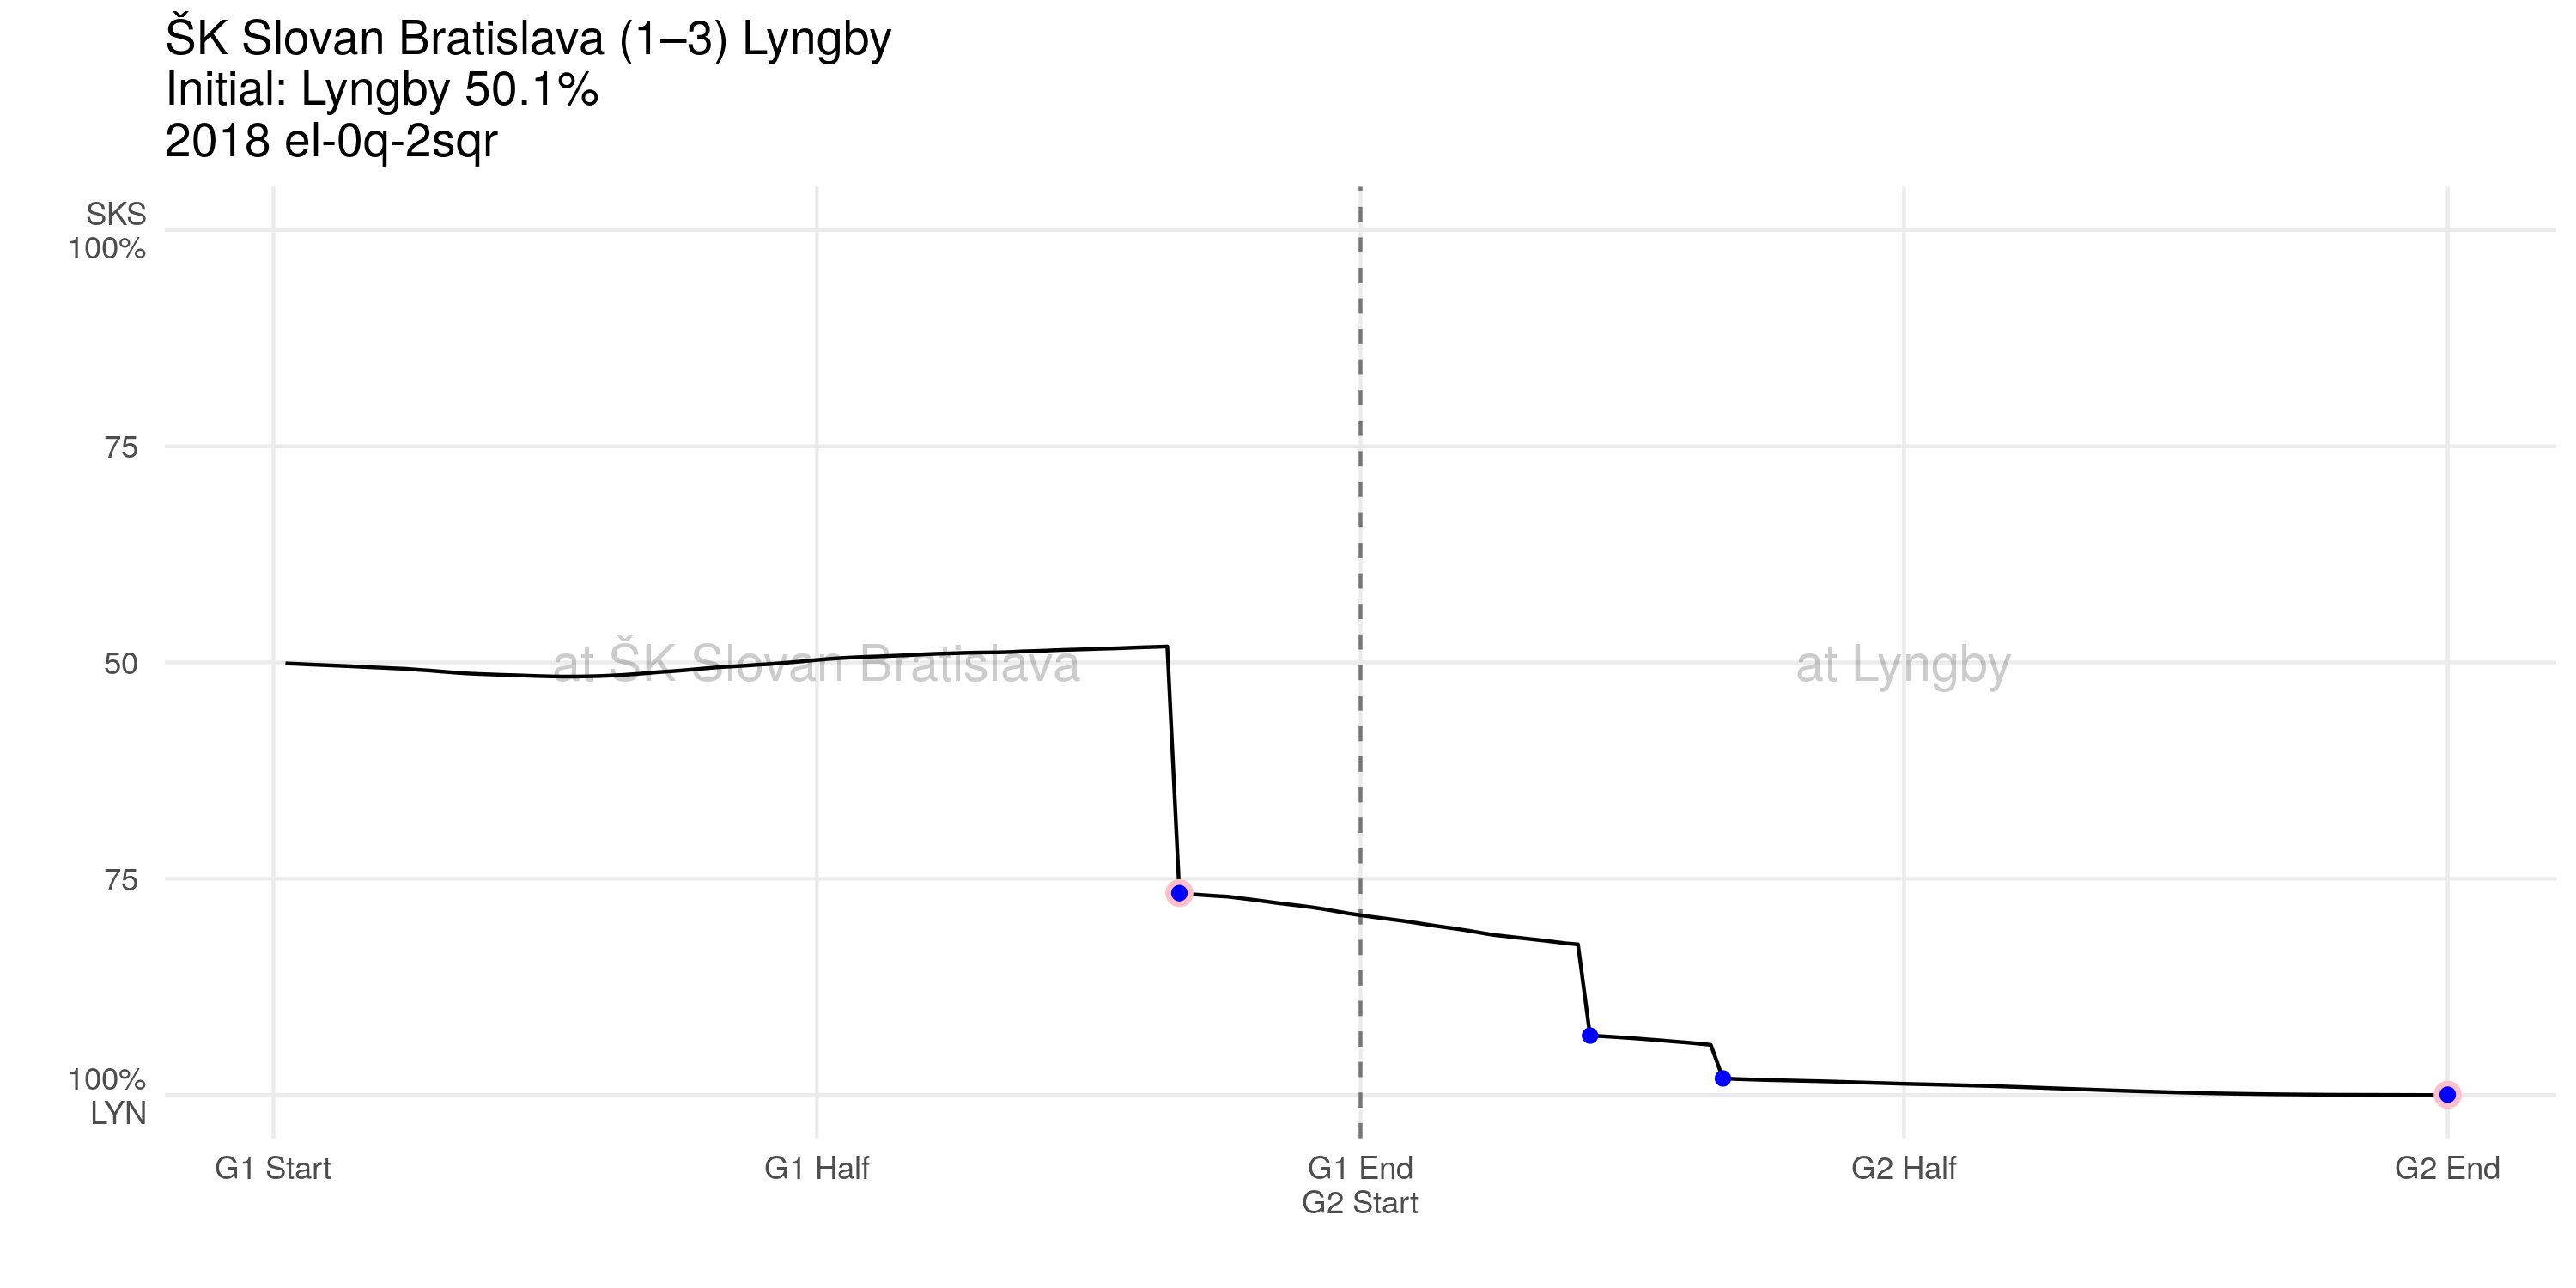 ŠK Slovan Bratislava (1–3) Lyngby
Initial: Lyngby 50.1%
2018 el-0q-2sqr
SKS
100%
75
50
75
100%
LYN
at ŠK Slovan Bratislava
at Lyngby
G1 Start
G1 Half
G1 End
G2 Start
G2 Half
G2 End